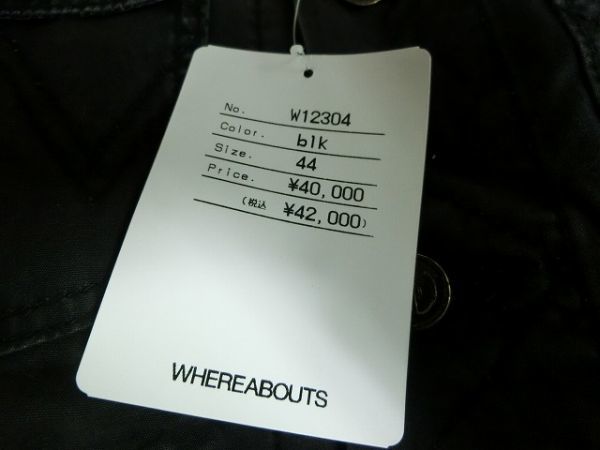 No. W12304
Color. blk
Size. 44
Price. ¥40,000
(税込 ¥42,000)
WHEREABOUTS